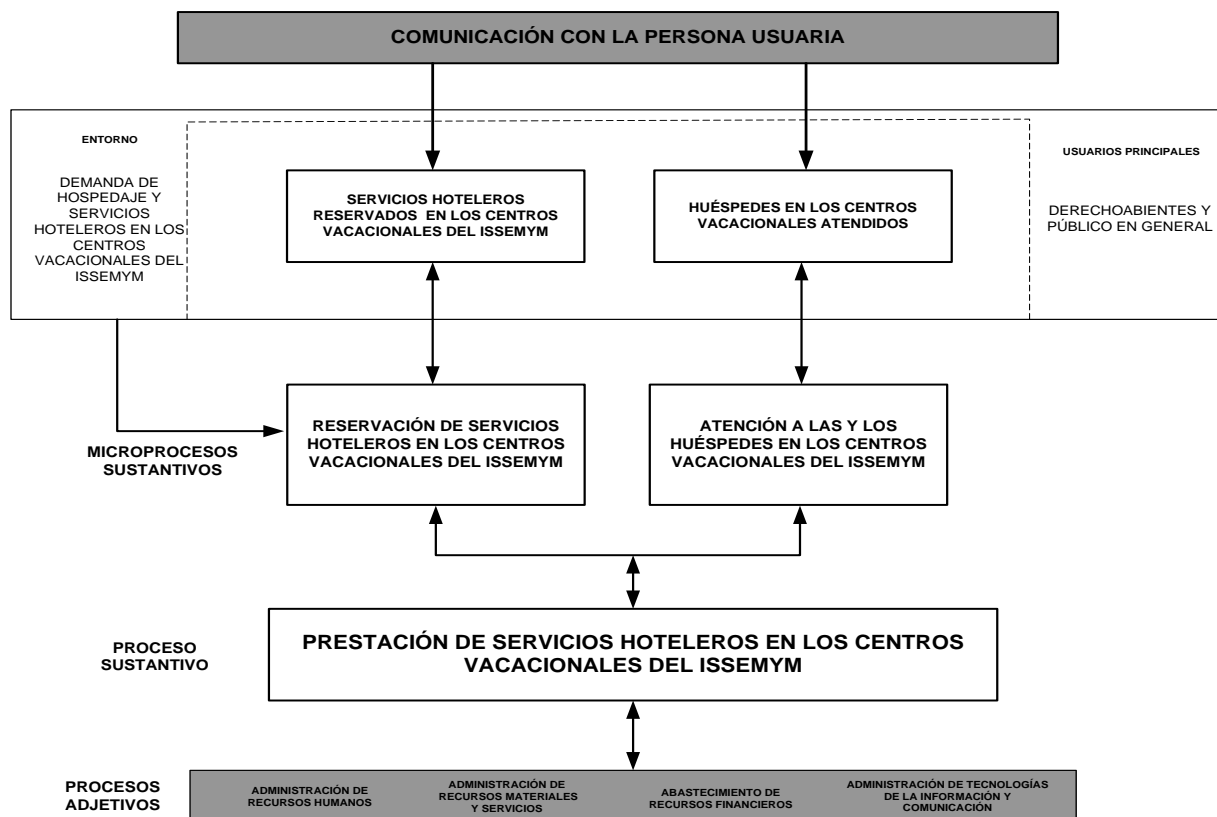 COMUNICACIÓN CON LA PERSONA USUARIA
ENTORNO
DEMANDA DE
HOSPEDAJE Y
SERVICIOS
HOTELEROS EN LOS
CENTROS
VACACIONALES DEL
ISSEMYM
SERVICIOS HOTELEROS
RESERVADOS EN LOS CENTROS
VACACIONALES DEL ISSEMYM
HUÉSPEDES EN LOS CENTROS
VACACIONALES ATENDIDOS
USUARIOS PRINCIPALES
DERECHOABIENTES Y
PÚBLICO EN GENERAL
MICROPROCESOS
SUSTANTIVOS
RESERVACIÓN DE SERVICIOS
HOTELEROS EN LOS CENTROS
VACACIONALES DEL ISSEMYM
ATENCIÓN A LAS Y LOS
HUÉSPEDES EN LOS CENTROS
VACACIONALES DEL ISSEMYM
PROCESO
SUSTANTIVO
PRESTACIÓN DE SERVICIOS HOTELEROS EN LOS CENTROS
VACACIONALES DEL ISSEMYM
PROCESOS
ADJETIVOS
ADMINISTRACIÓN DE
RECURSOS HUMANOS
ADMINISTRACIÓN DE
RECURSOS MATERIALES
Y SERVICIOS
ABASTECIMIENTO DE
RECURSOS FINANCIEROS
ADMINISTRACIÓN DE TECNOLOGÍAS
DE LA INFORMACIÓN Y
COMUNICACIÓN